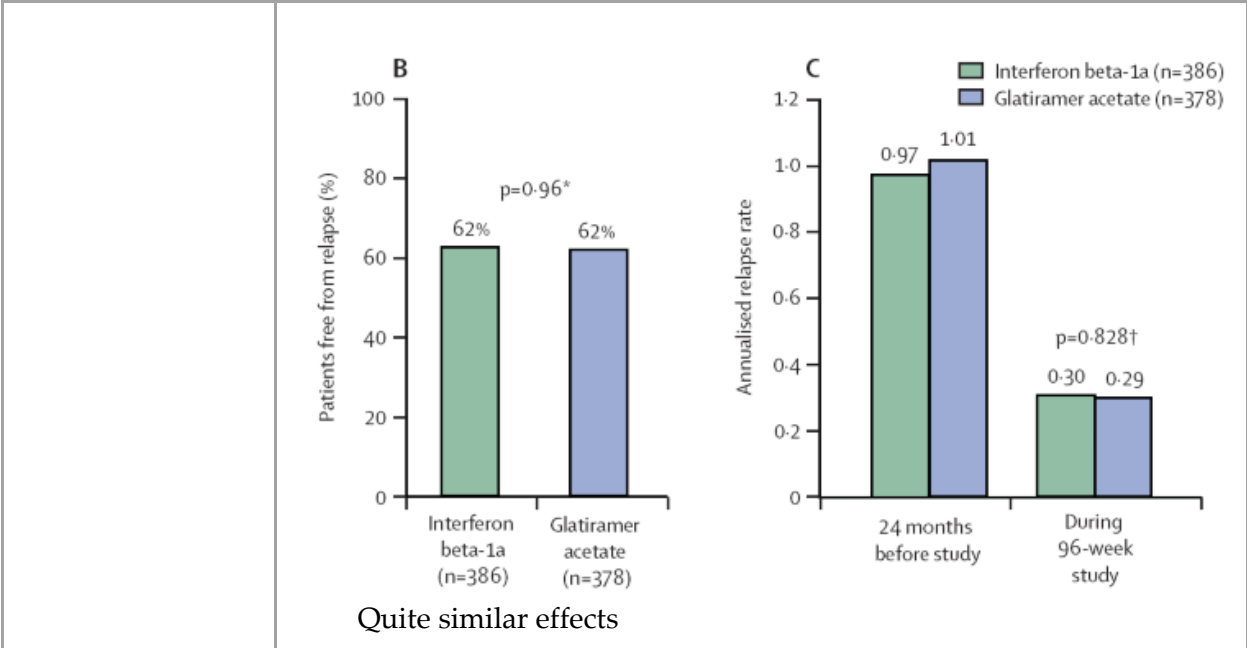 B
100
80
60
40
20
0
Patients free from relapse (%)
p=0·96*
62%
62%
Interferon
beta-1a
(n=386)
Glatiramer
acetate
(n=378)
C
Interferon beta-1a (n=386)
Glatiramer acetate (n=378)
1·2
1·0
0·8
0·6
0·4
0·2
0
Annualised relapse rate
0·97
1·01
p=0·828†
0·30
0·29
24 months
before study
During
96-week
study
Quite similar effects